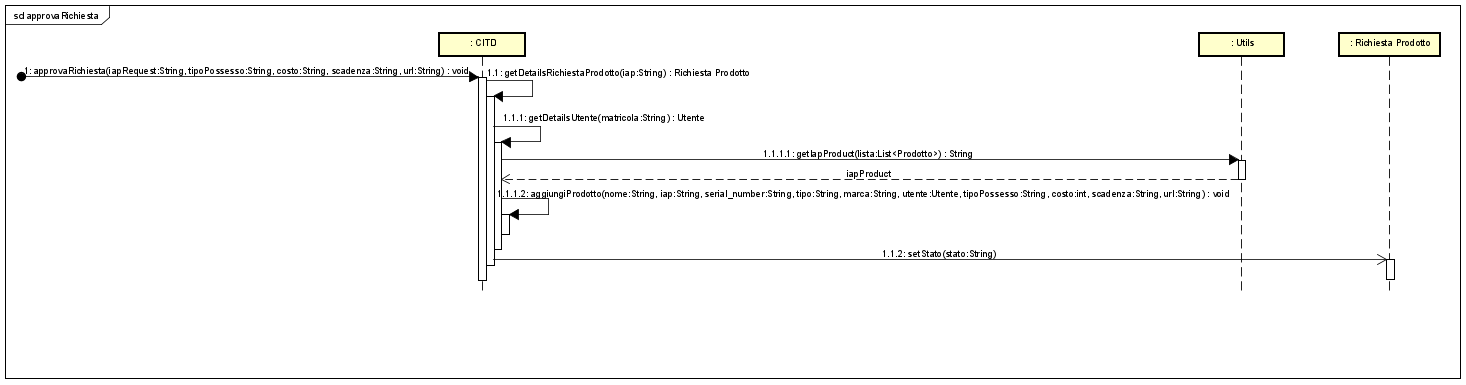 sd approvaRichiesta
: CITD
: Utils
: Richiesta Prodotto
1: approvaRichiesta(iapRequest:String, tipoPossesso:String, costo:String, scadenza:String, url:String) : void
1.1: getDetailsRichiestaProdotto(iap:String) : Richiesta Prodotto
1.1.1: getDetailsUtente(matricola:String) : Utente
1.1.1.1: getIapProduct(lista:List<Prodotto>) : String
iapProduct
1.1.1.2: aggiungiProdotto(nome:String, iap:String, serial_number:String, tipo:String, marca:String, utente:Utente, tipoPossesso:String, costo:int, scadenza:String, url:String) : void
1.1.2: setStato(stato:String)